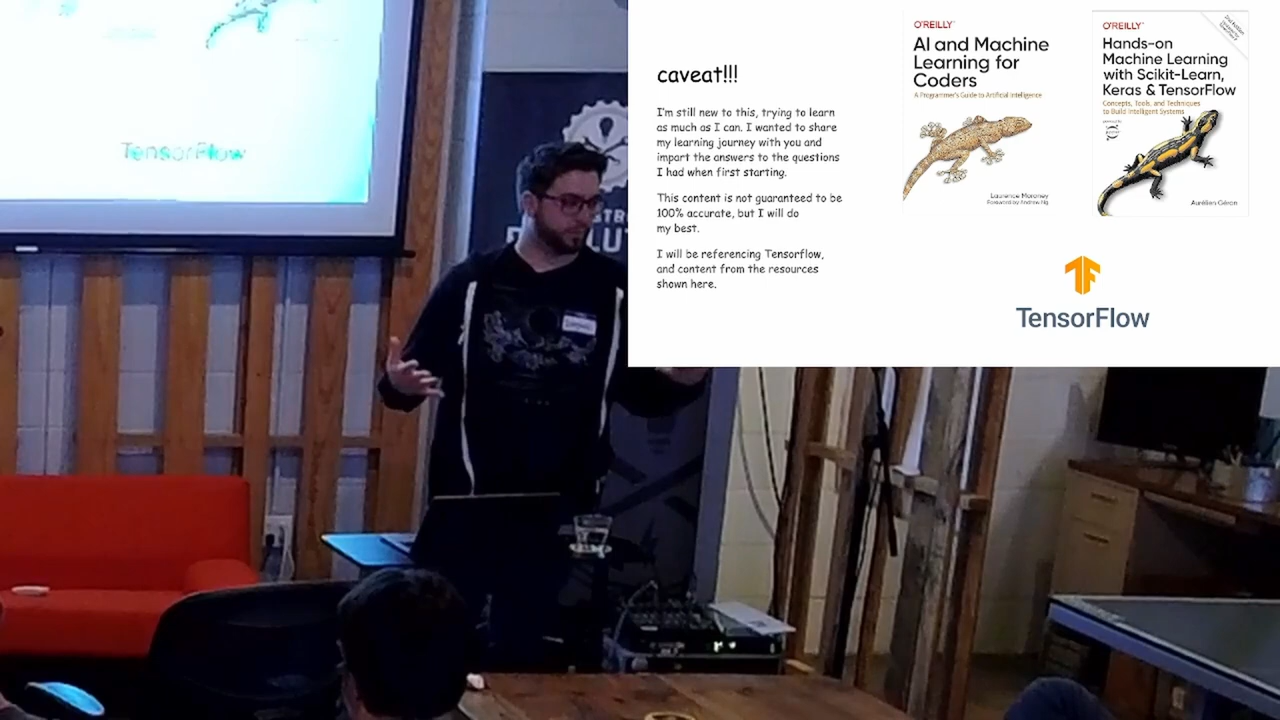 TensorFlow
caveat!!!
I'm still new to this, trying to learn
as much as I can. I wanted to share
my learning journey with you and
impart the answers to the questions
I had when first starting.
This content is not guaranteed to be
100% accurate, but I will do
my best.
I will be referencing Tensorflow,
and content from the resources
shown here.
O'REILLY
AI and Machine
Learning for
Coders
A Programmer's Guide to Artificial Intelligence
Laurence Moroney
Foreword by Andrew Ng
O'REILLY
Hands-on
Machine Learning
with Scikit-Learn,
Keras & TensorFlow
Concepts, Tools, and Techniques
to Build Intelligent Systems
Aurélien Géron
TensorFlow